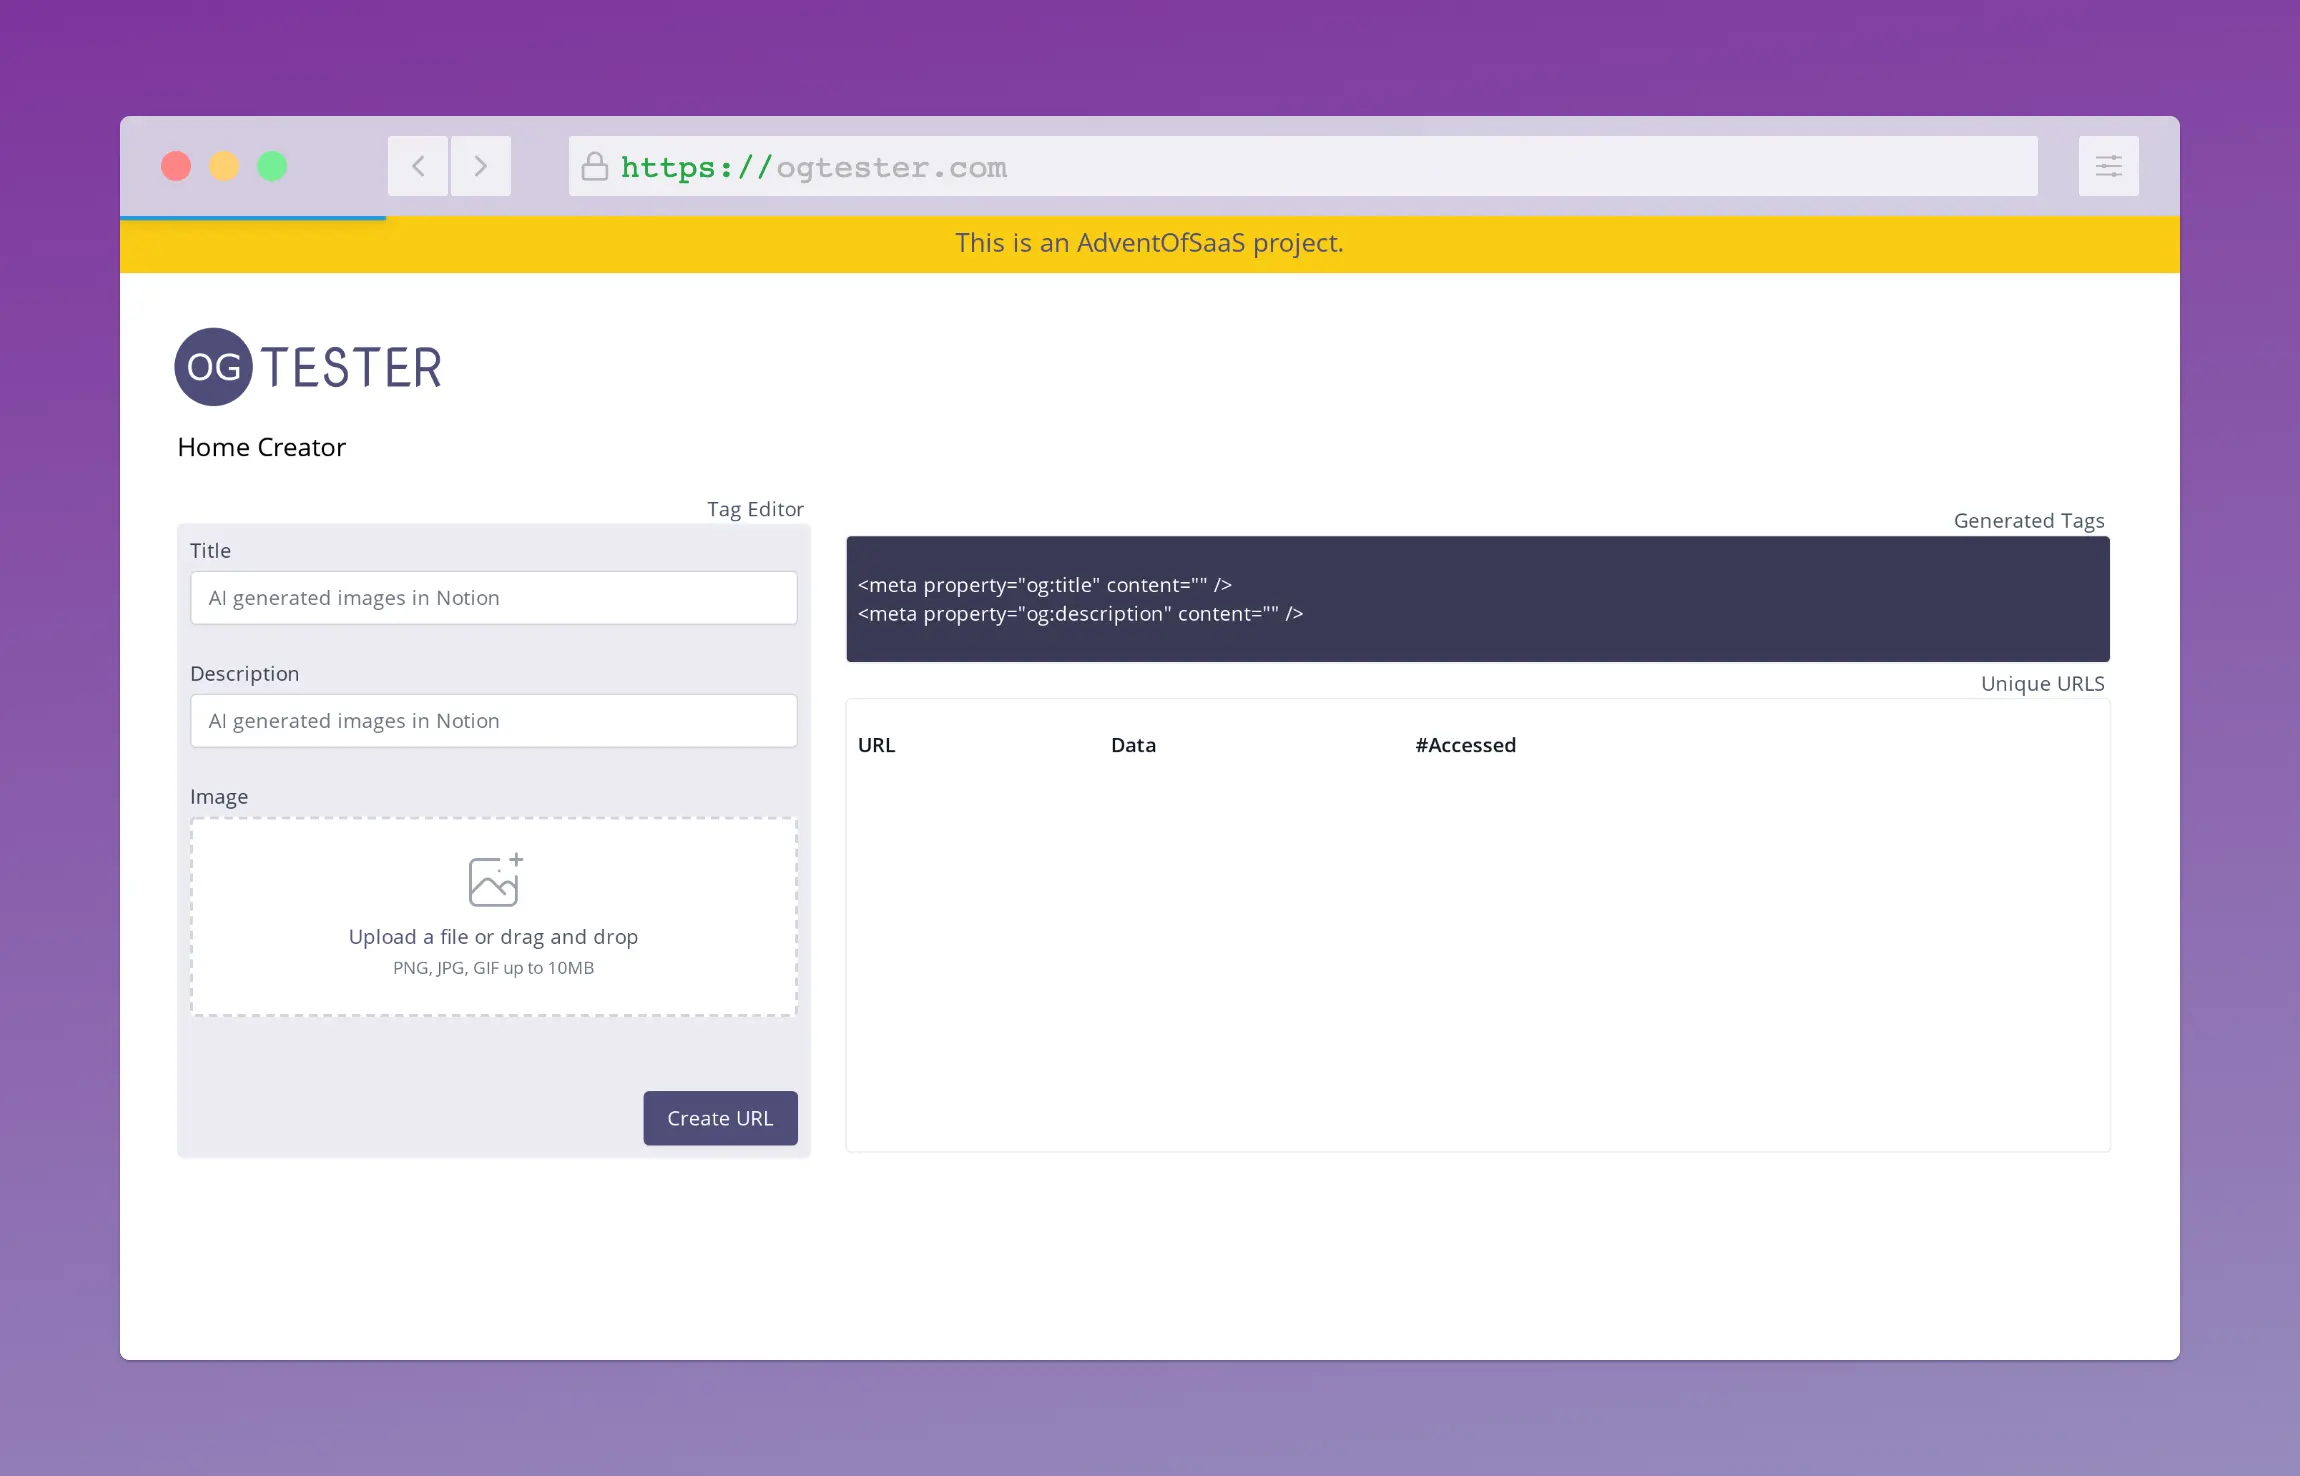 https://ogtester.com
This is an AdventOfSaaS project.
OG TESTER
Home Creator
Tag Editor
Title
AI generated images in Notion
Description
AI generated images in Notion
Image
Upload a file or drag and drop
PNG, JPG, GIF up to 10MB
Create URL
Generated Tags
<meta property="og:title" content="" />
<meta property="og:description" content="" />
Unique URLS
URL Data #Accessed